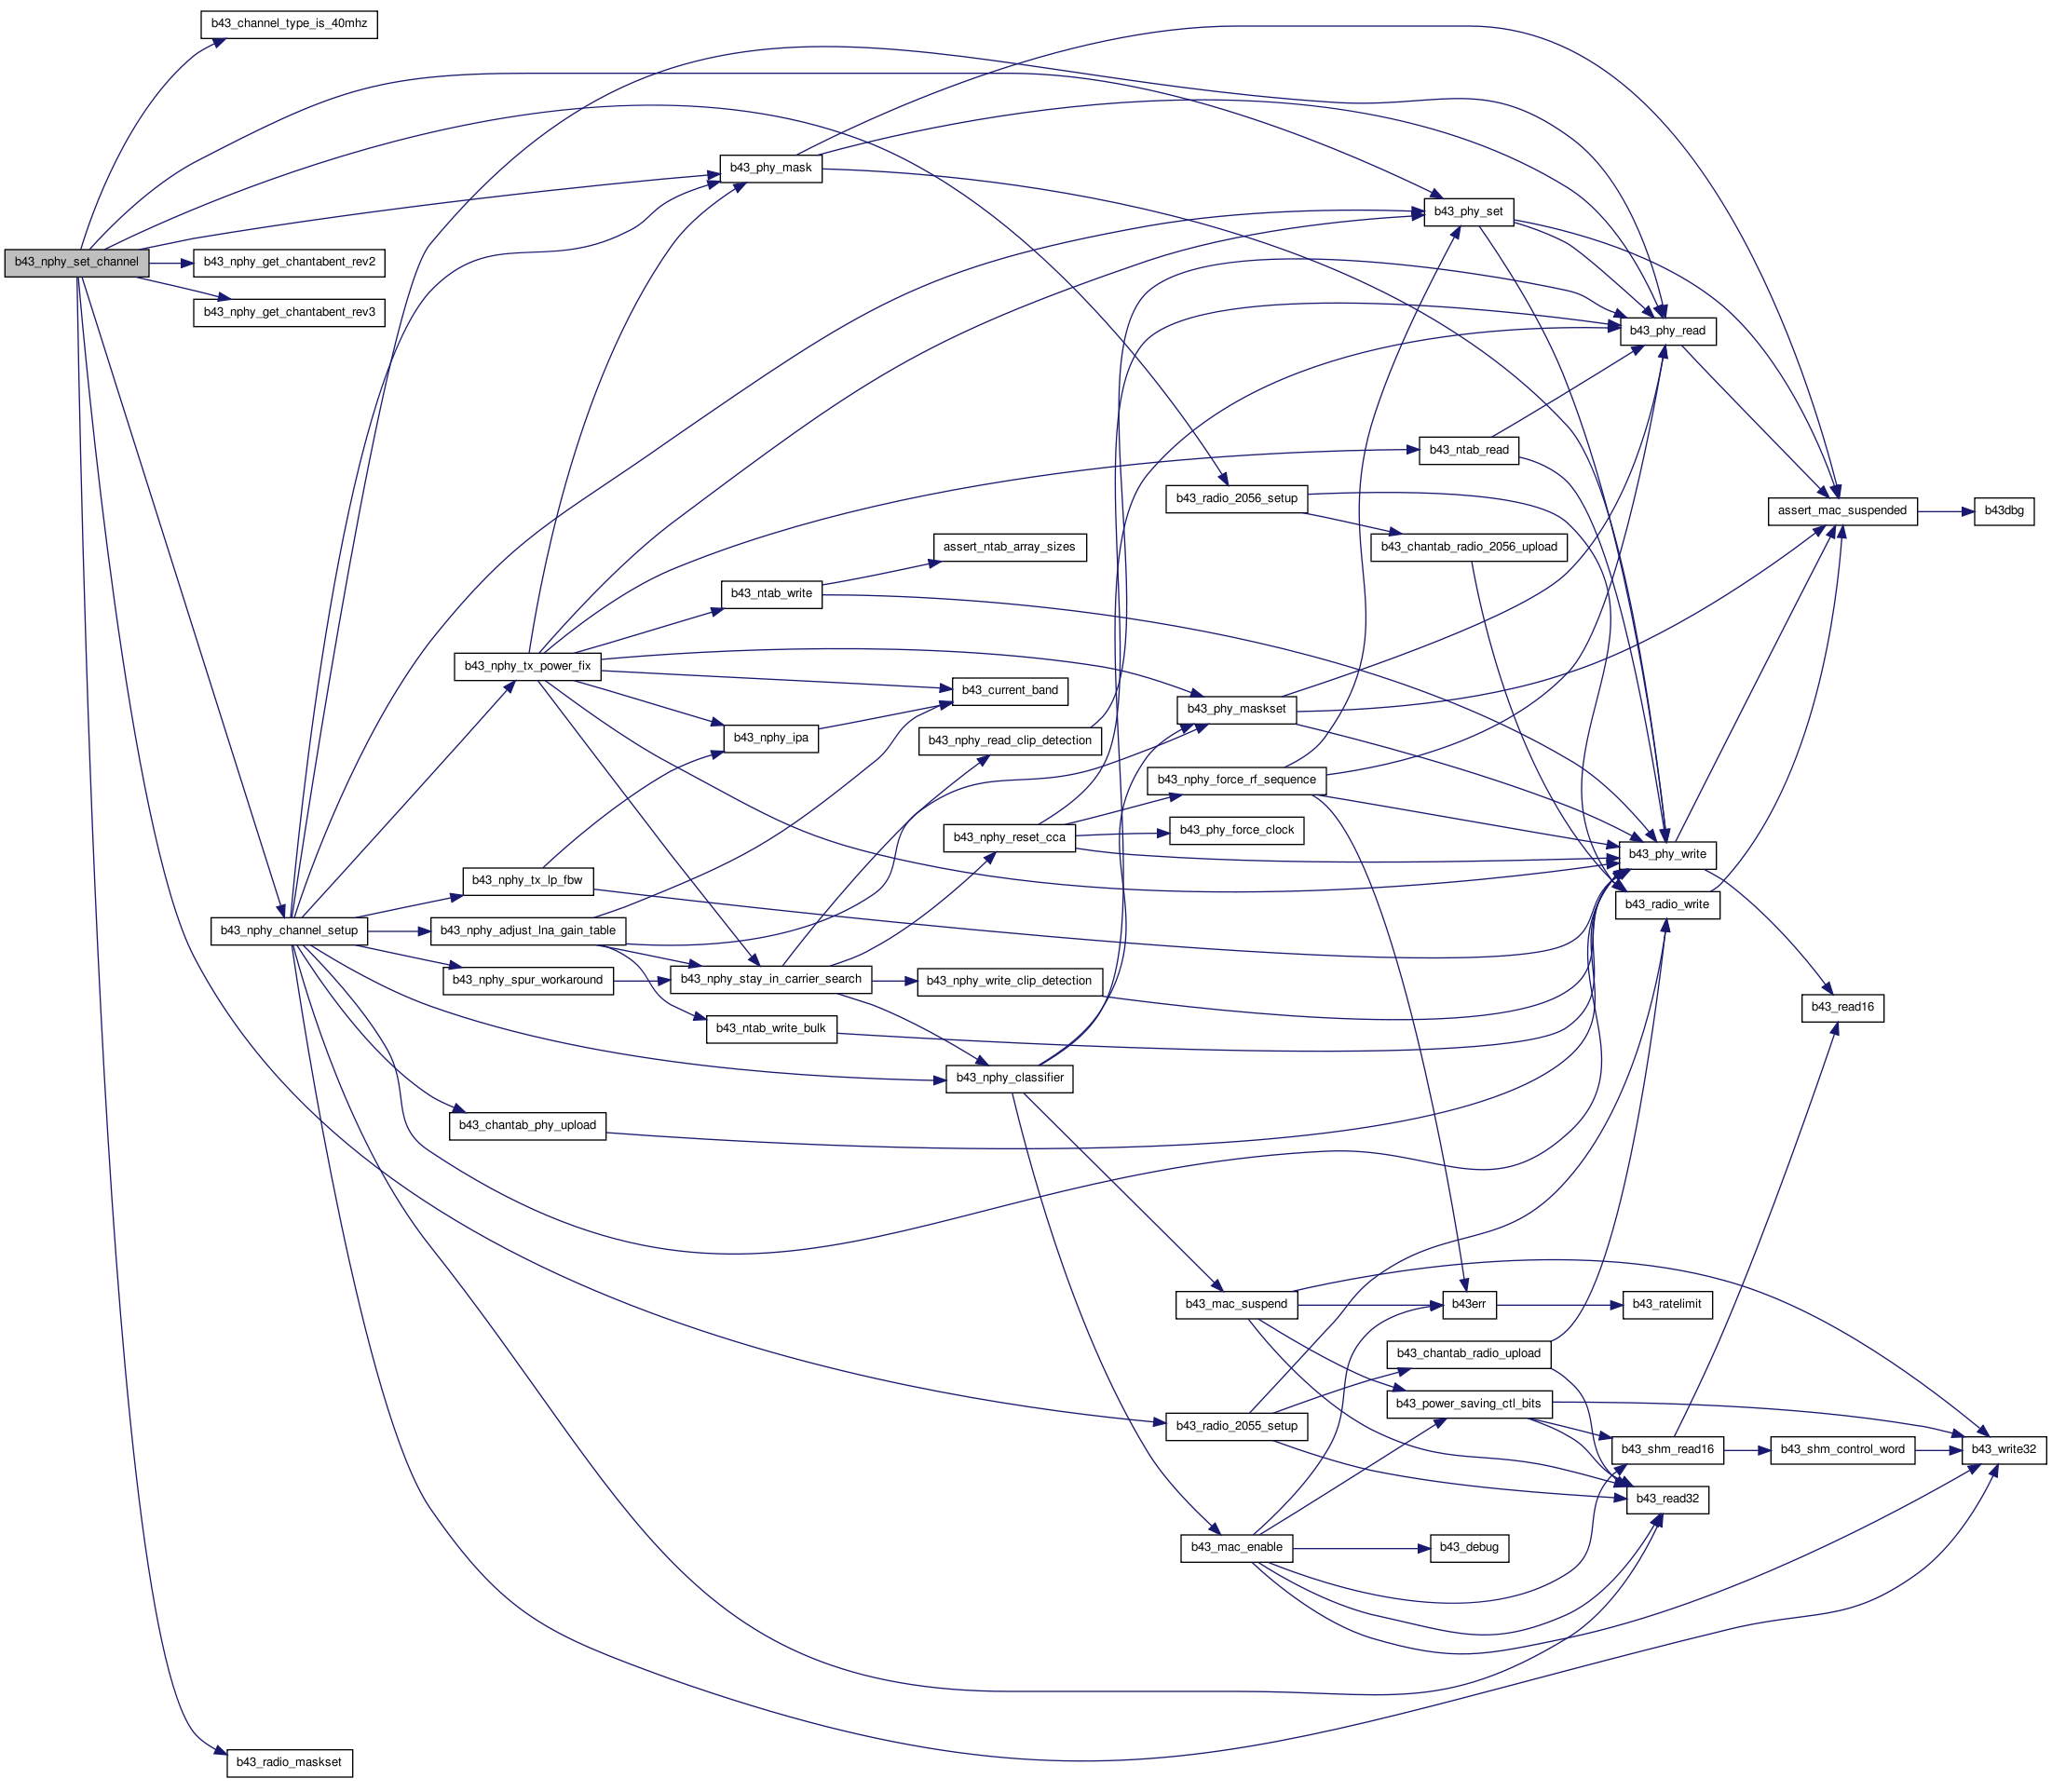 b43_channel_type_is_40mhz
b43_phy_mask
b43_phy_set
b43_nphy_set_channel
b43_nphy_get_chantabent_rev2
b43_nphy_get_chantabent_rev3
b43_phy_read
b43_ntab_read
b43_radio_2056_setup
assert_mac_suspended
b43dbg
assert_ntab_array_sizes
b43_chantab_radio_2056_upload
b43_ntab_write
b43_nphy_tx_power_fix
b43_current_band
b43_phy_maskset
b43_nphy_ipa
b43_nphy_read_clip_detection
b43_nphy_force_rf_sequence
b43_nphy_reset_cca
b43_phy_force_clock
b43_phy_write
b43_nphy_tx_lp_fbw
b43_radio_write
b43_nphy_channel_setup
b43_nphy_adjust_lna_gain_table
b43_nphy_spur_workaround
b43_nphy_stay_in_carrier_search
b43_nphy_write_clip_detection
b43_read16
b43_ntab_write_bulk
b43_nphy_classifier
b43_chantab_phy_upload
b43_mac_suspend
b43err
b43_ratelimit
b43_chantab_radio_upload
b43_power_saving_ctl_bits
b43_radio_2055_setup
b43_shm_read16
b43_shm_control_word
b43_write32
b43_read32
b43_mac_enable
b43_debug
b43_radio_maskset